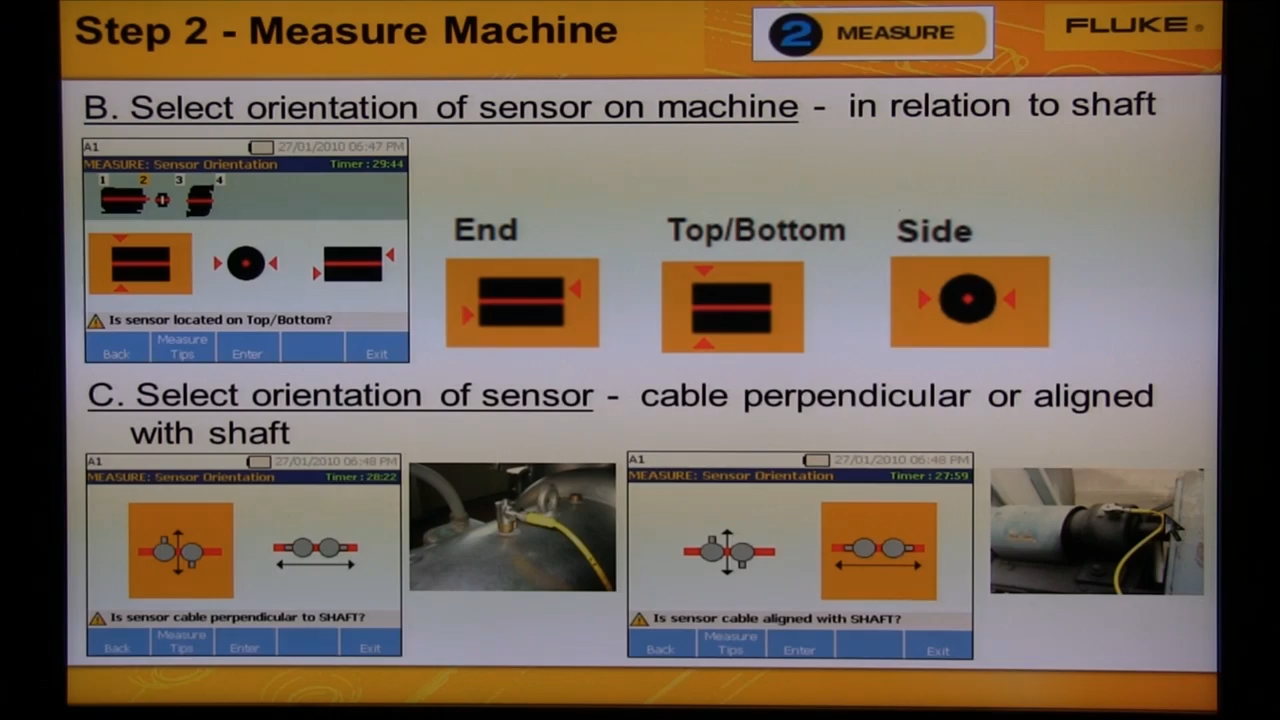 Step 2 - Measure Machine
2 MEASURE
FLUKE®
B. Select orientation of sensor on machine - in relation to shaft
A1
27/01/2010 06:47 PM
MEASURE: Sensor Orientation
Timer: 29:44
1 2 3 4
Is sensor located on Top/Bottom?
Back
Measure Tips
Enter
Exit
End
Top/Bottom
Side
C. Select orientation of sensor - cable perpendicular or aligned
with shaft
A1
27/01/2010 06:48 PM
MEASURE: Sensor Orientation
Timer: 28:22
Is sensor cable perpendicular to SHAFT?
Back
Measure Tips
Enter
Exit
A1
27/01/2010 06:48 PM
MEASURE: Sensor Orientation
Timer: 27:59
Is sensor cable aligned with SHAFT?
Back
Measure Tips
Enter
Exit